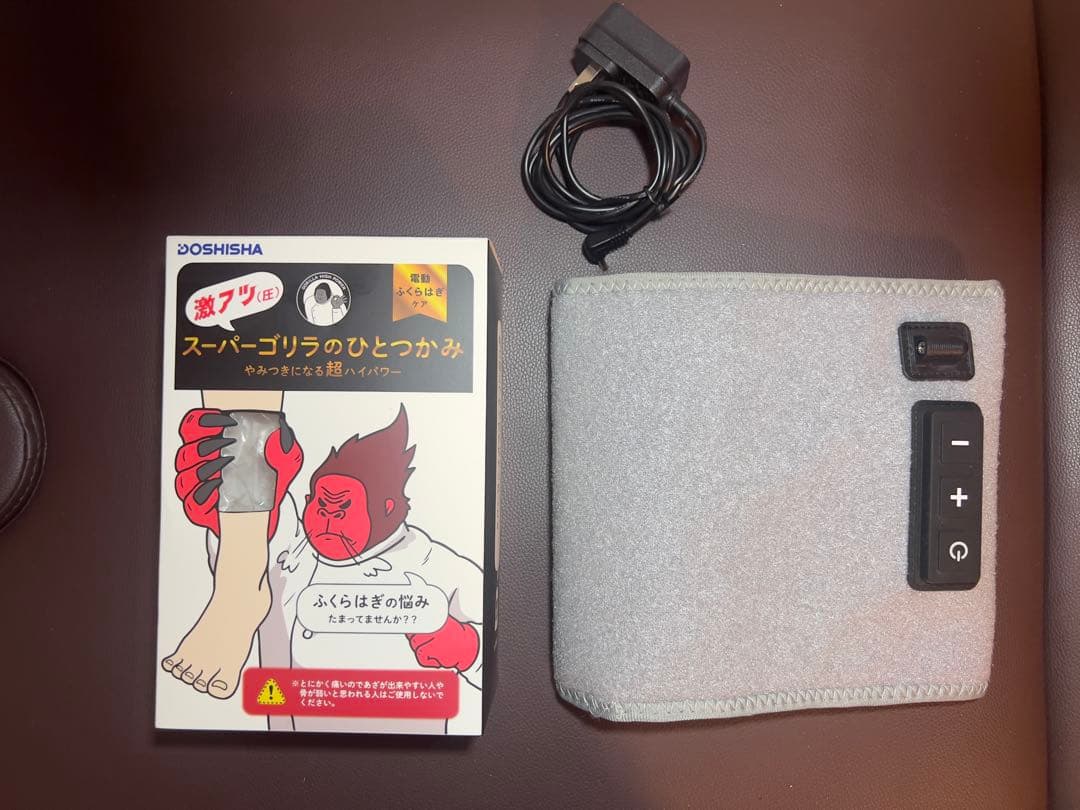 DOSHISHA
激アツ(圧)
GORILLA HIGH POWER
電動
ふくらはぎ
ケア
スーパーゴリラのひとつかみ
やみつきになる超ハイパワー
ふくらはぎの悩み
たまってませんか??
※とにかく痛いのであざが出来やすい人や
骨が弱いと思われる人はご使用しないで
ください。